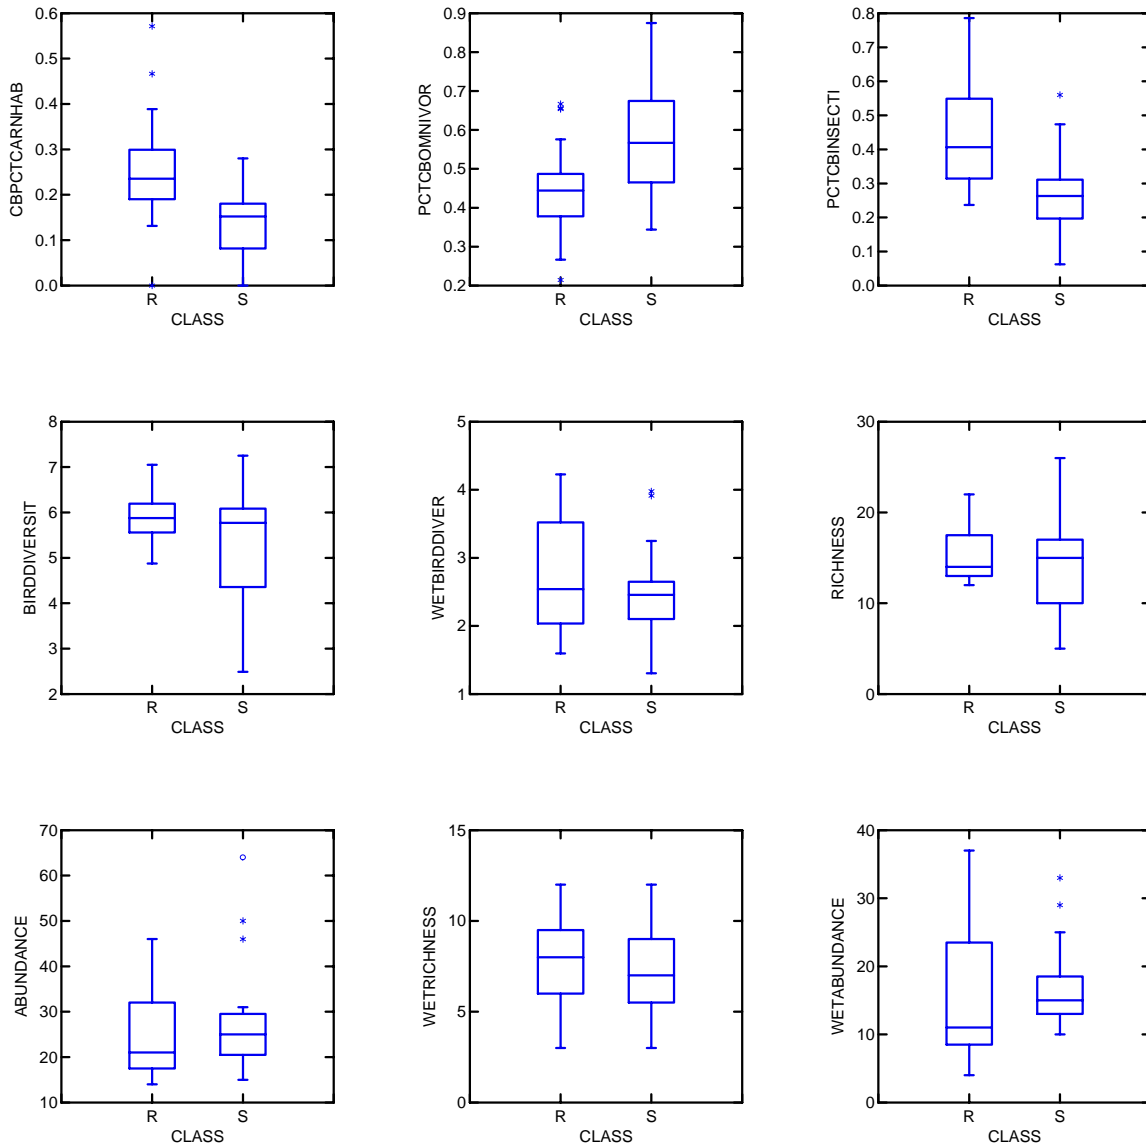 0.6 0.9 0.8
0.5 0.8 0.7
0.4 0.7 0.6
0.3 0.6 0.5
0.2 0.5 0.4
0.1 0.4 0.3
0.0 0.3 0.2
0.2 0.1
0.0
CBPCTCARNHAB PCTCBOMNIVOR PCTCBINSECTI
R S R S R S
CLASS CLASS CLASS
8 5 30
7 4 20
6 3 10
5 2 0
4 1
3
2
BIRDDIVERSIT WETBIRDDIVER RICHNESS
R S R S R S
CLASS CLASS CLASS
70 15 40
60 10 30
50 5 20
40 0 10
30 0
20
10
ABUNDANCE WETRICHNESS WETABUNDANCE
R S R S R S
CLASS CLASS CLASS